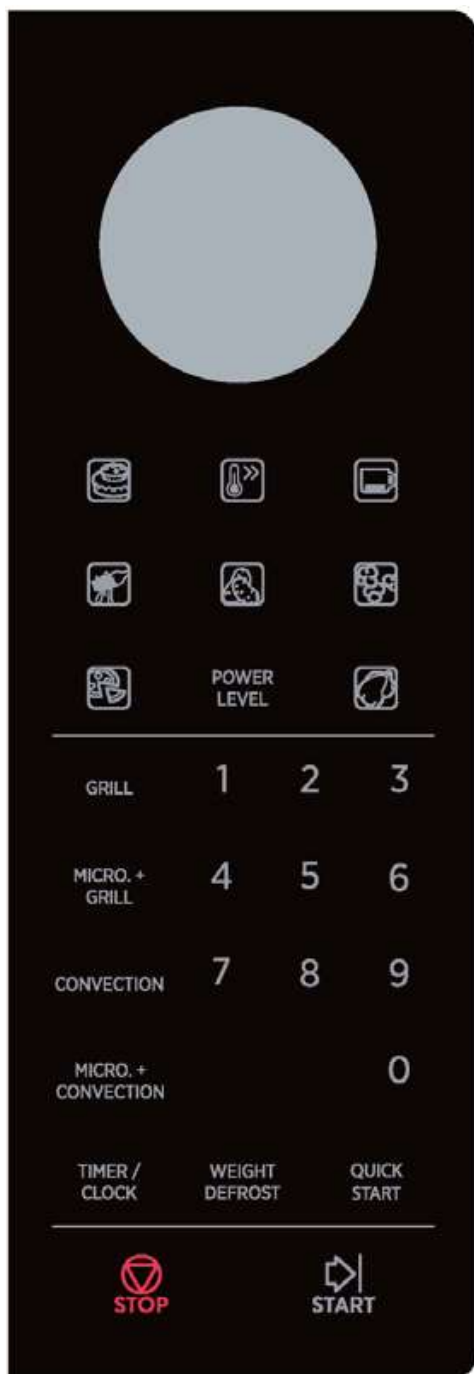 POWER
LEVEL
GRILL 1 2 3
MICRO. +
GRILL
4 5 6
CONVECTION 7 8 9
MICRO. +
CONVECTION
0
TIMER /
CLOCK
WEIGHT
DEFROST
QUICK
START
STOP
START